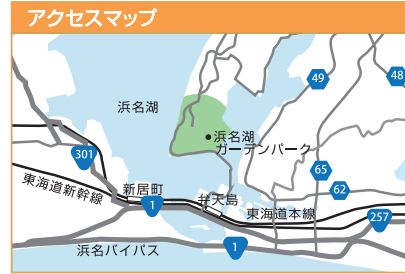 アクセスマップ
49
48
浜名湖
浜名湖
ガーデンパーク
301
65
62
東海道新幹線
新居町
弁天島
1
東海道本線
257
浜名バイパス
1